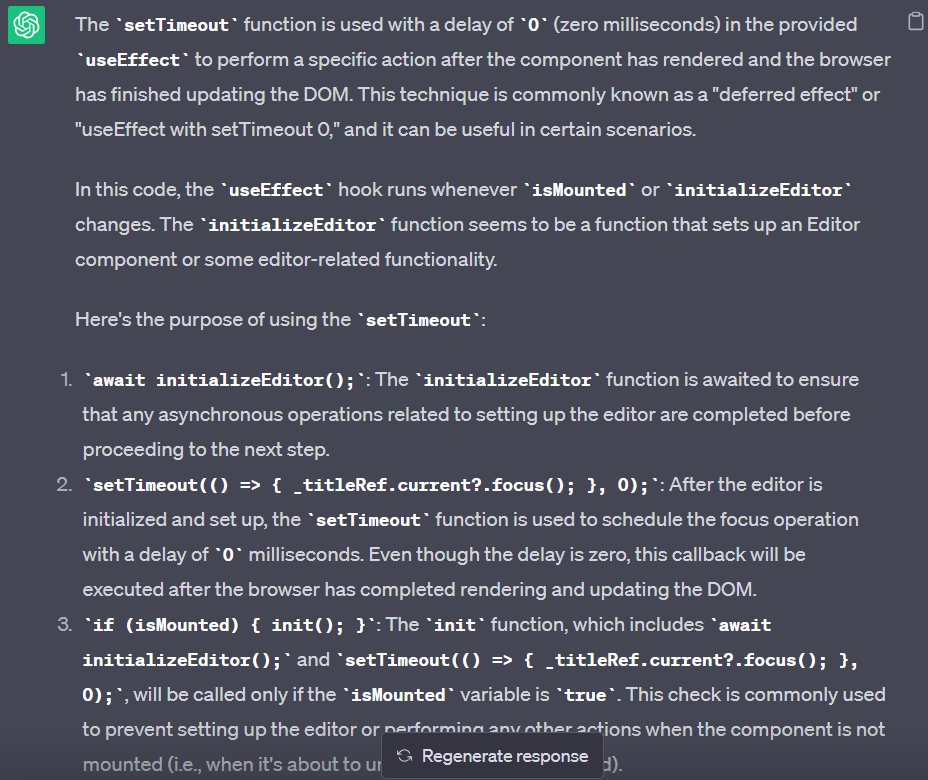 The `setTimeout` function is used with a delay of `0` (zero milliseconds) in the provided
`useEffect` to perform a specific action after the component has rendered and the browser
has finished updating the DOM. This technique is commonly known as a "deferred effect" or
"useEffect with setTimeout 0," and it can be useful in certain scenarios.
In this code, the `useEffect` hook runs whenever `isMounted` or `initializeEditor`
changes. The `initializeEditor` function seems to be a function that sets up an Editor
component or some editor-related functionality.
Here's the purpose of using the `setTimeout`:
1. `await initializeEditor();`: The `initializeEditor` function is awaited to ensure
that any asynchronous operations related to setting up the editor are completed before
proceeding to the next step.
2. `setTimeout(() => { _titleRef.current?.focus(); }, 0);`: After the editor is
initialized and set up, the `setTimeout` function is used to schedule the focus operation
with a delay of `0` milliseconds. Even though the delay is zero, this callback will be
executed after the browser has completed rendering and updating the DOM.
3. `if (isMounted) { init(); }`: The `init` function, which includes `await
initializeEditor();` and `setTimeout(() => { _titleRef.current?.focus(); },
0);`, will be called only if the `isMounted` variable is `true`. This check is commonly used
to prevent setting up the editor or performing any other actions when the component is not
mounted (i.e., when it's about to d).
Regenerate response